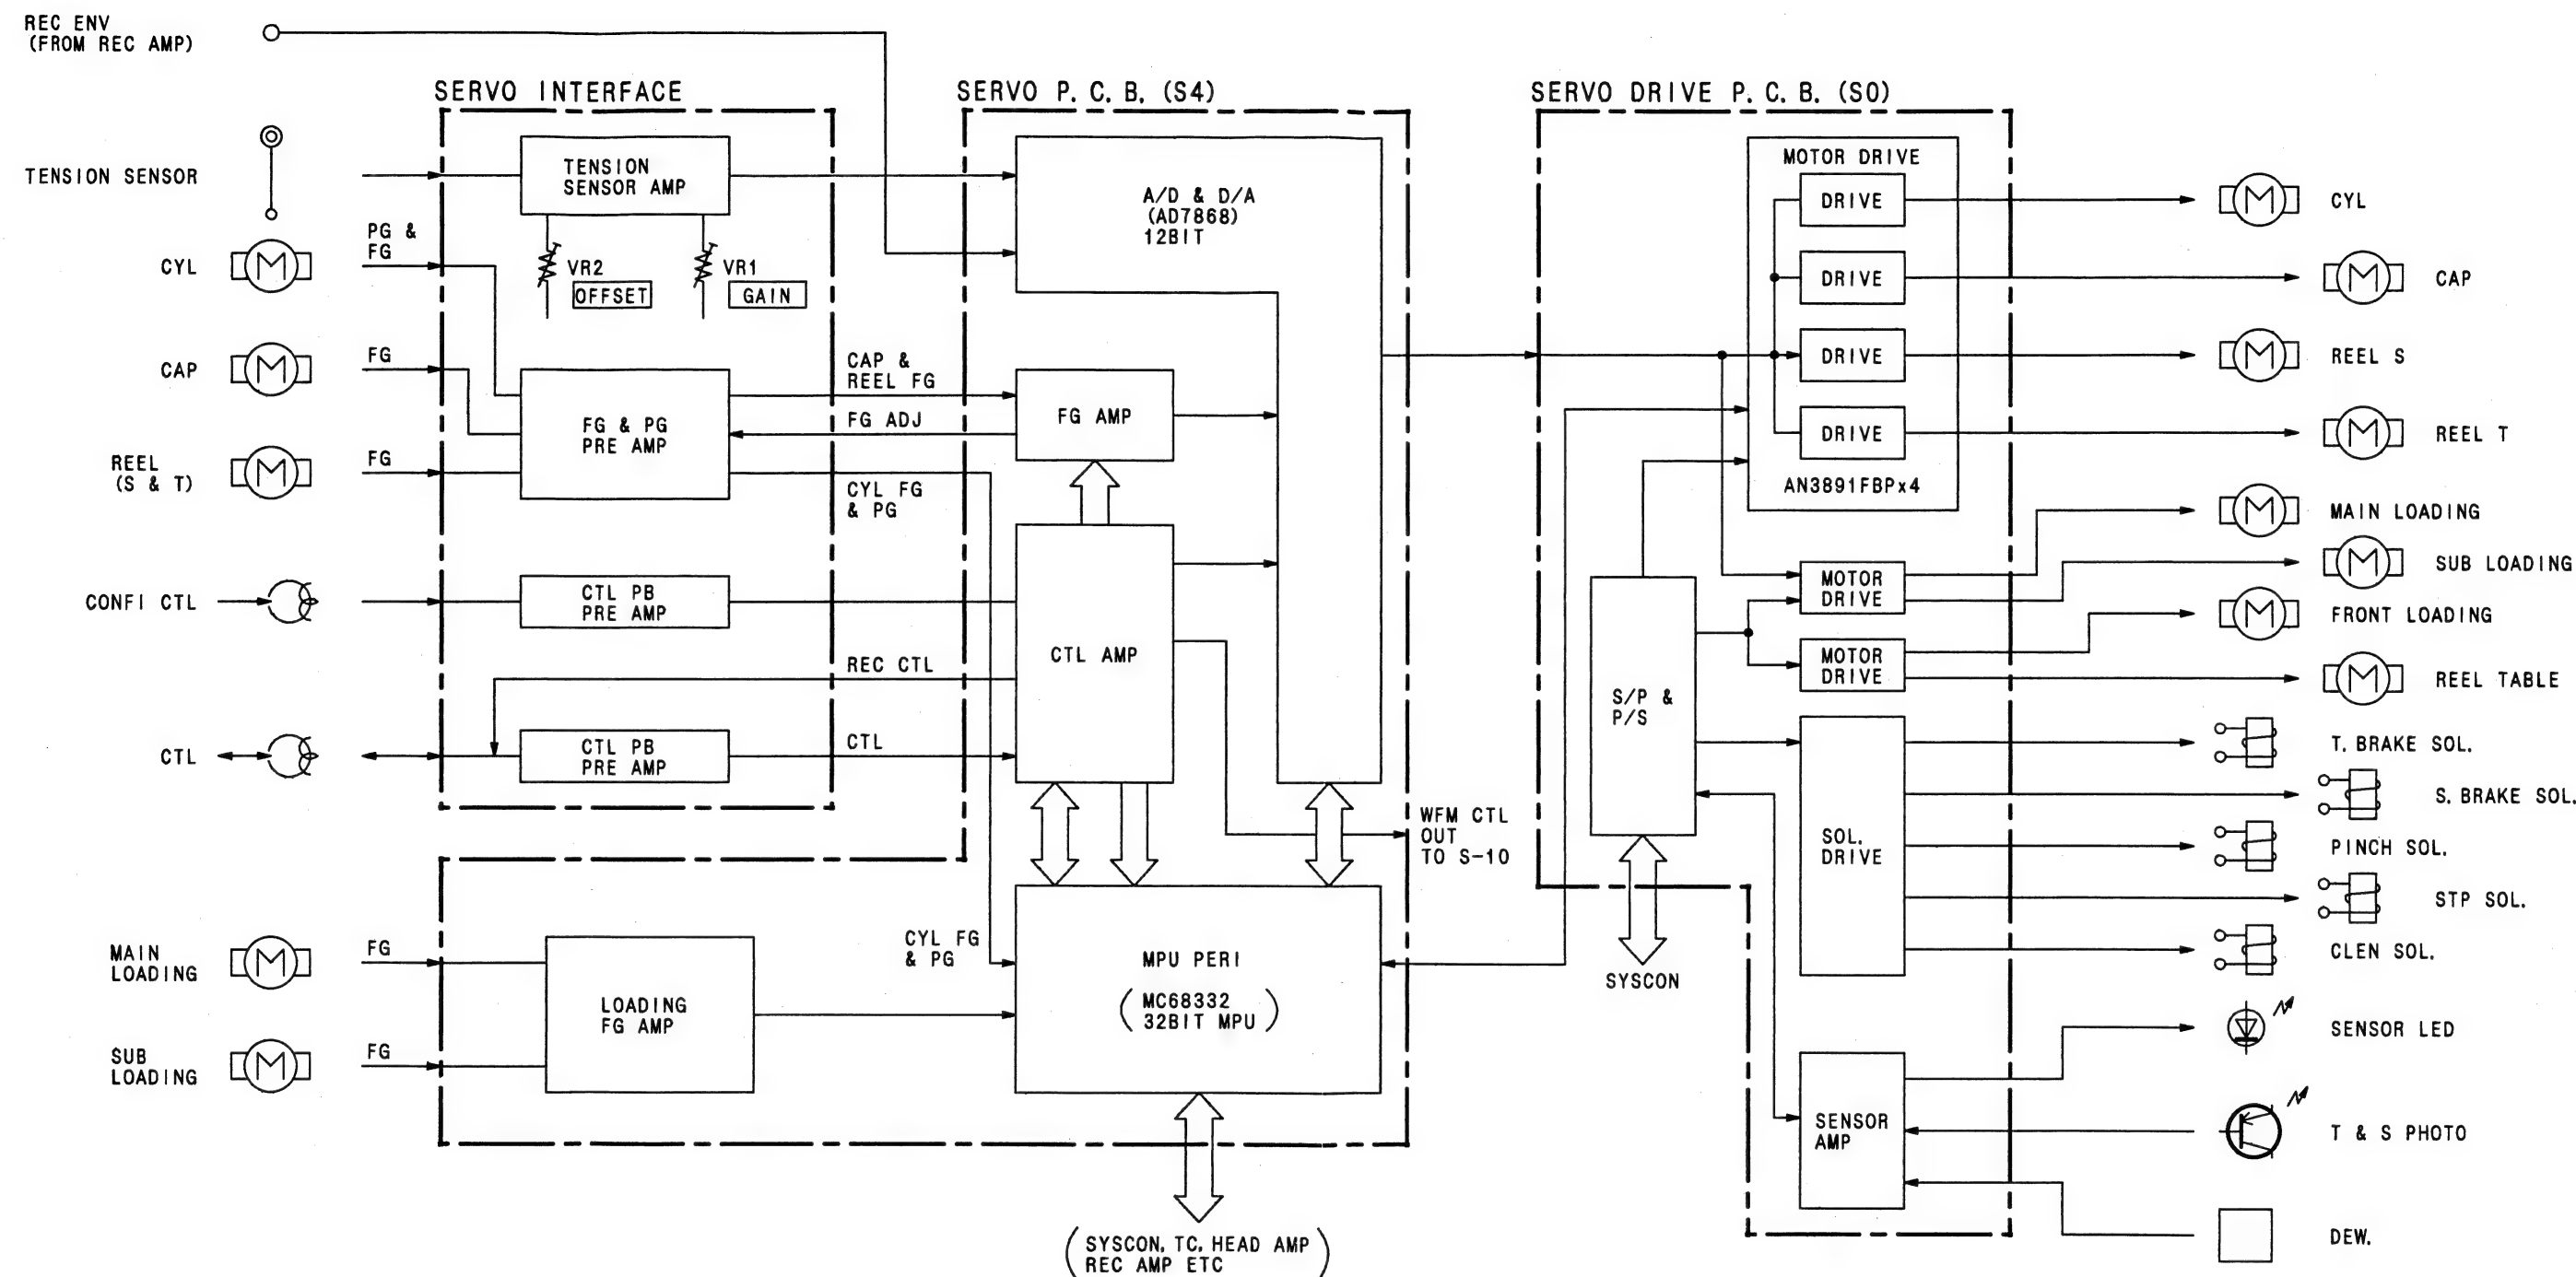 REC ENV
(FROM REC AMP)
SERVO INTERFACE
SERVO P. C. B. (S4)
SERVO DRIVE P. C. B. (S0)
TENSION SENSOR
TENSION
SENSOR AMP
VR2
OFFSET
VR1
GAIN
PG &
FG
CYL
M
CAP
M
FG
REEL
(S & T)
M
FG
FG & PG
PRE AMP
CAP &
REEL FG
FG ADJ
CYL FG
& PG
CONFI CTL
CTL PB
PRE AMP
REC CTL
CTL
CTL PB
PRE AMP
CTL
MAIN
LOADING
M
FG
SUB
LOADING
M
FG
LOADING
FG AMP
A/D & D/A
(AD7868)
12BIT
FG AMP
CTL AMP
WFM CTL
OUT
TO S-10
CYL FG
& PG
MPU PERI
(MC68332
32BIT MPU)
(SYSCON, TC, HEAD AMP
REC AMP ETC)
MOTOR DRIVE
DRIVE
DRIVE
DRIVE
DRIVE
AN3891FBPx4
MOTOR
DRIVE
MOTOR
DRIVE
S/P &
P/S
SYSCON
SOL.
DRIVE
SENSOR
AMP
M
CYL
M
CAP
M
REEL S
M
REEL T
M
MAIN LOADING
M
SUB LOADING
M
FRONT LOADING
M
REEL TABLE
T. BRAKE SOL.
S. BRAKE SOL.
PINCH SOL.
STP SOL.
CLEN SOL.
SENSOR LED
T & S PHOTO
DEW.